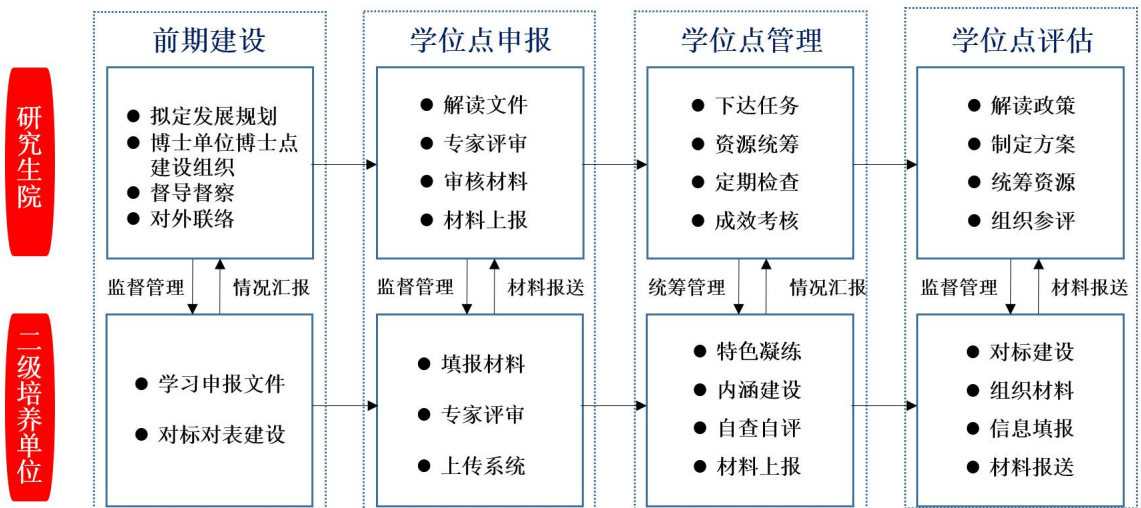 前期建设
学位点申报
学位点管理
学位点评估
研究生院
拟定发展规划
博士单位博士点
建设组织
督导督察
对外联络
解读文件
专家评审
审核材料
材料上报
下达任务
资源统筹
定期检查
成效考核
解读政策
制定方案
统筹资源
组织参评
监督管理
情况汇报
监督管理
材料报送
统筹管理
情况汇报
监督管理
材料报送
二级培养单位
学习申报文件
对标对表建设
填报材料
专家评审
上传系统
特色凝练
内涵建设
自查自评
材料上报
对标建设
组织材料
信息填报
材料报送